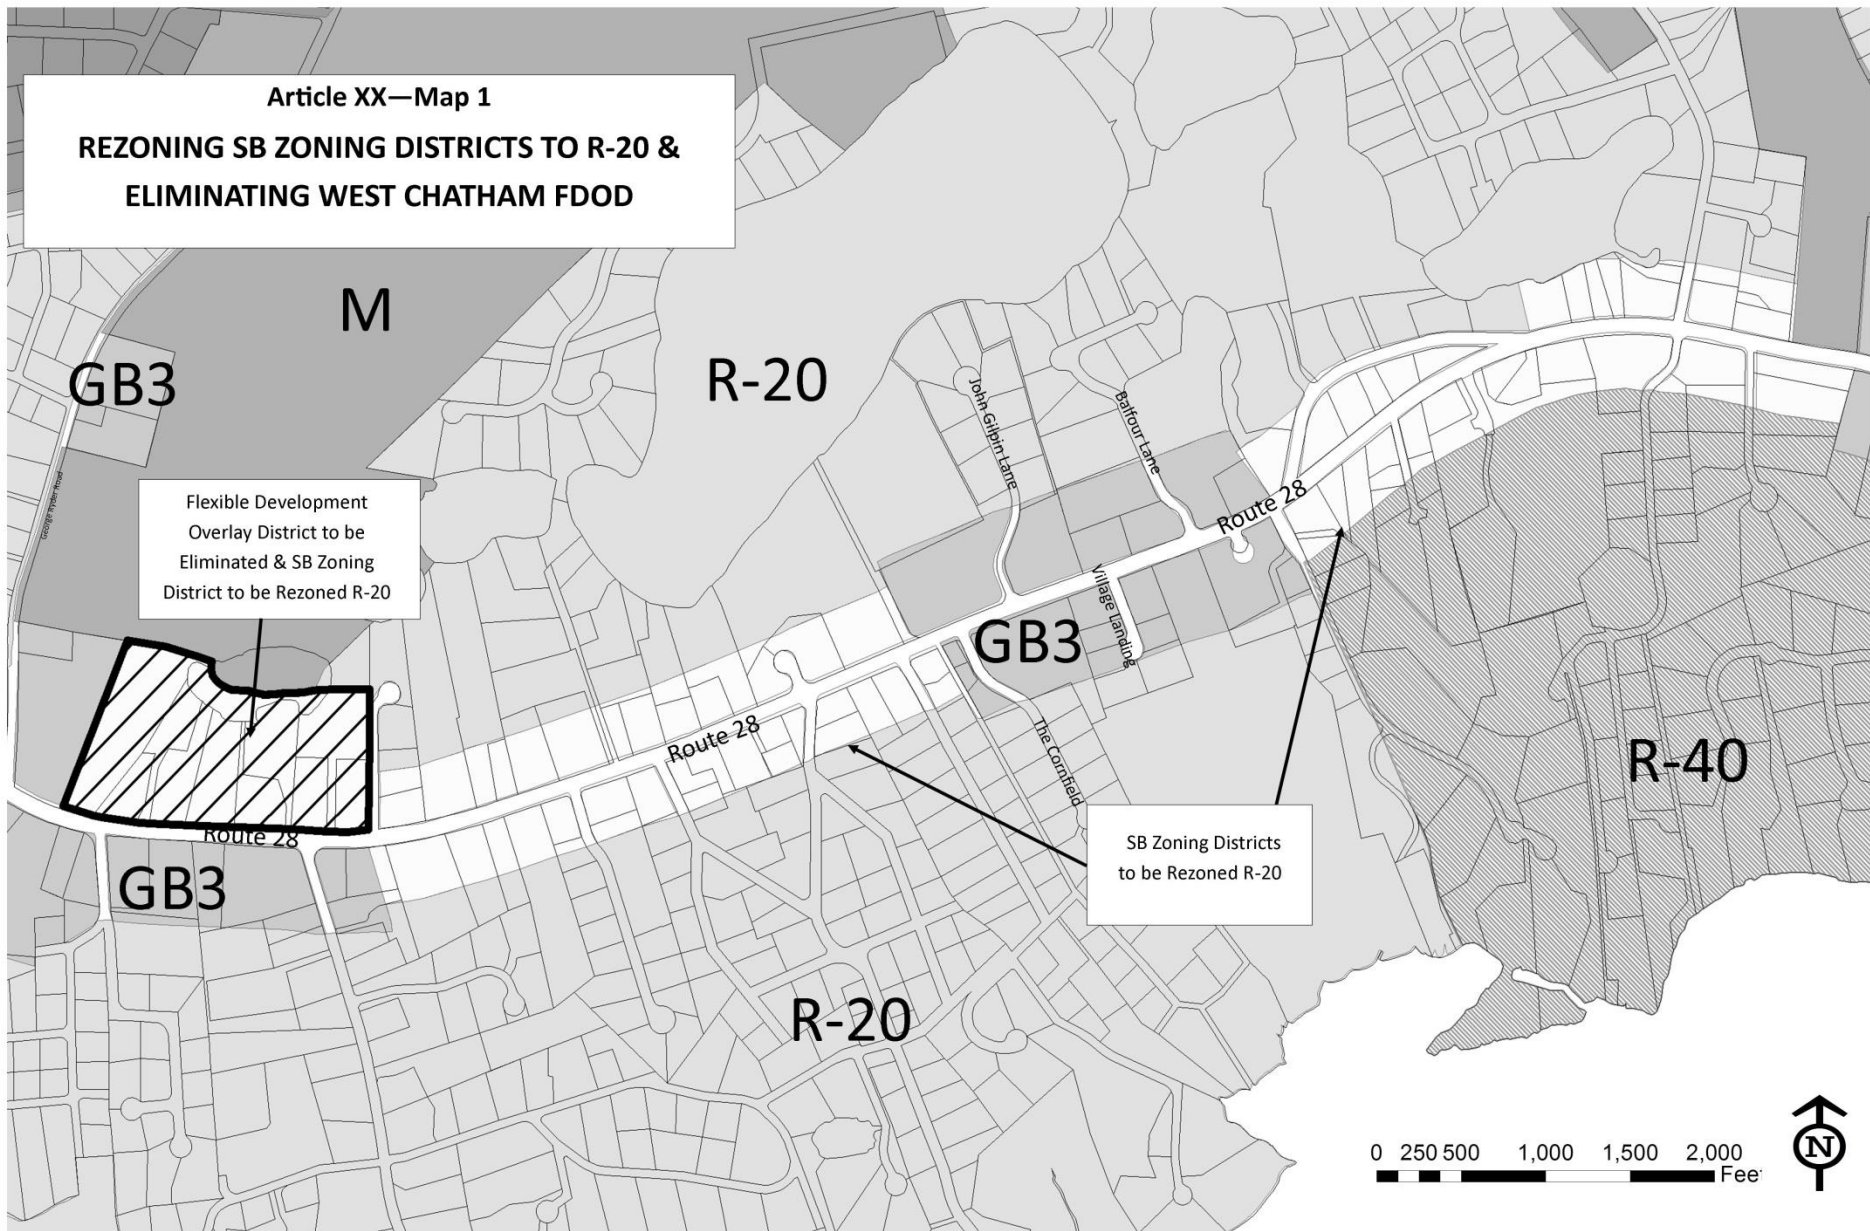 Article XX—Map 1
REZONING SB ZONING DISTRICTS TO R-20 &
ELIMINATING WEST CHATHAM FDOD
M
GB3
R-20
John Gilpin Lane
Balfour Lane
George Ryder Road
Flexible Development
Overlay District to be
Eliminated & SB Zoning
District to be Rezoned R-20
Route 28
Village Landing
GB3
The Cornfield
Route 28
R-40
Route 28
GB3
SB Zoning Districts
to be Rezoned R-20
R-20
0 250 500 1,000 1,500 2,000
Fee
N